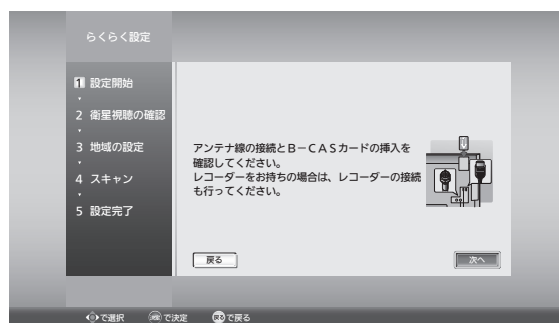 らくらく設定
1 設定開始
2 衛星視聴の確認
3 地域の設定
4 スキャン
5 設定完了
アンテナ線の接続とB－CASカードの挿入を
確認してください。
レコーダーをお持ちの場合は、レコーダーの接続
も行ってください。
戻る
次へ
で選択 決定 で決定 戻る で戻る